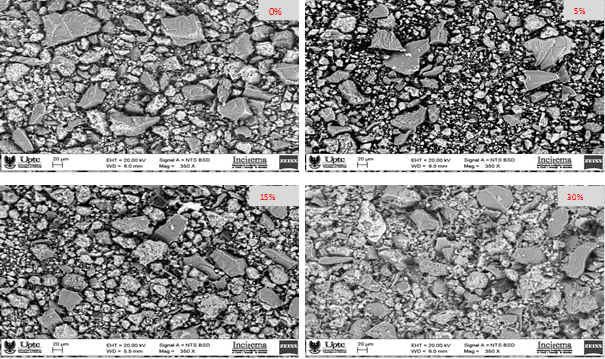 0%
Uptc
20 µm
EHT = 20.00 kV
WD = 6.0 mm
Signal A = NTS BSD
Mag = 350 X
Incitema
ZEISS
5%
Uptc
20 µm
EHT = 20.00 kV
WD = 6.0 mm
Signal A = NTS BSD
Mag = 350 X
Incitema
ZEISS
15%
Uptc
20 µm
EHT = 20.00 kV
WD = 5.5 mm
Signal A = NTS BSD
Mag = 350 X
Incitema
ZEISS
30%
Uptc
20 µm
EHT = 20.00 kV
WD = 6.0 mm
Signal A = NTS BSD
Mag = 350 X
Incitema
ZEISS